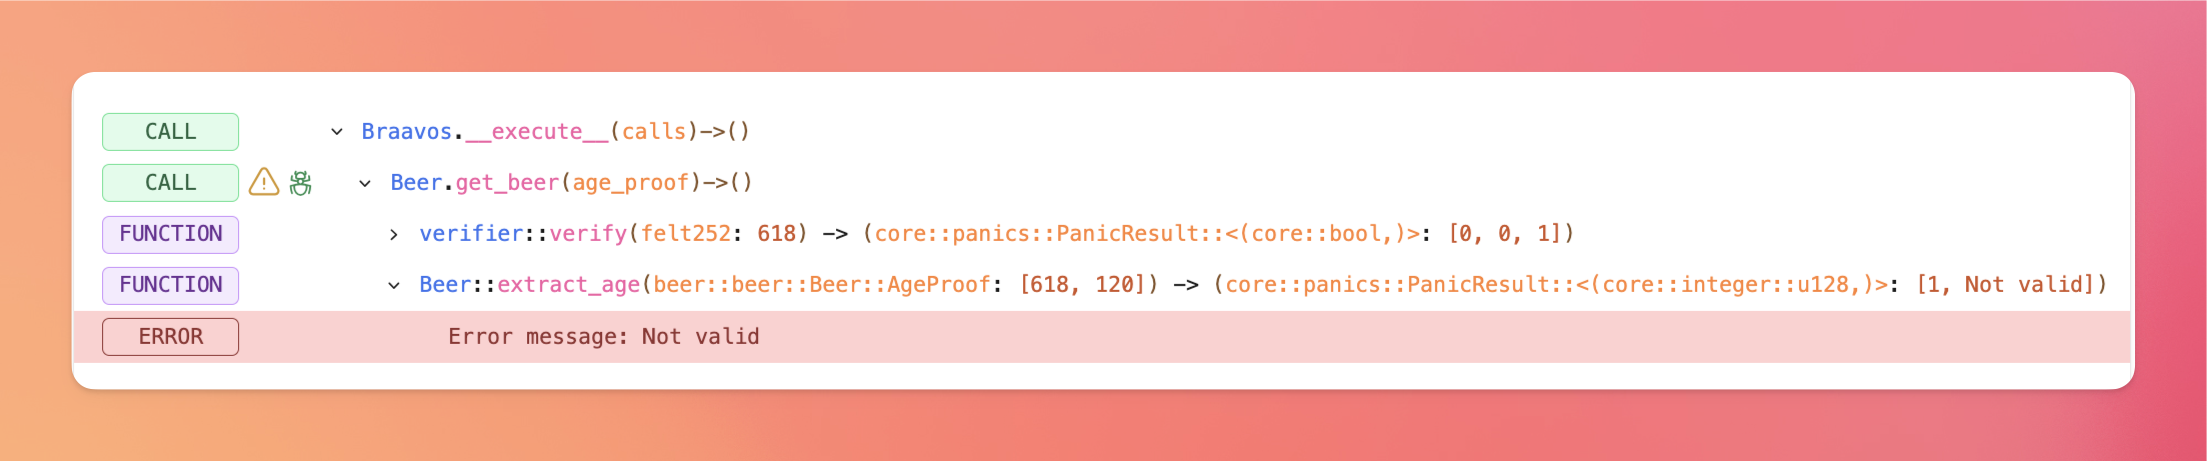 CALL Braavos.__execute__(calls)->()
CALL Beer.get_beer(age_proof)->()
FUNCTION verifier::verify(felt252: 618) -> (core::panics::PanicResult::<(core::bool,)>: [0, 0, 1])
FUNCTION Beer::extract_age(beer::beer::Beer::AgeProof: [618, 120]) -> (core::panics::PanicResult::<(core::integer::u128,)>: [1, Not valid])
ERROR Error message: Not valid